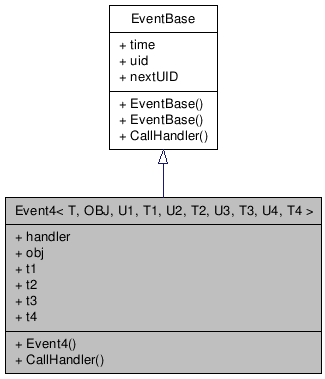 EventBase
+ time
+ uid
+ nextUID
+ EventBase()
+ EventBase()
+ CallHandler()
Event4< T, OBJ, U1, T1, U2, T2, U3, T3, U4, T4 >
+ handler
+ obj
+ t1
+ t2
+ t3
+ t4
+ Event4()
+ CallHandler()